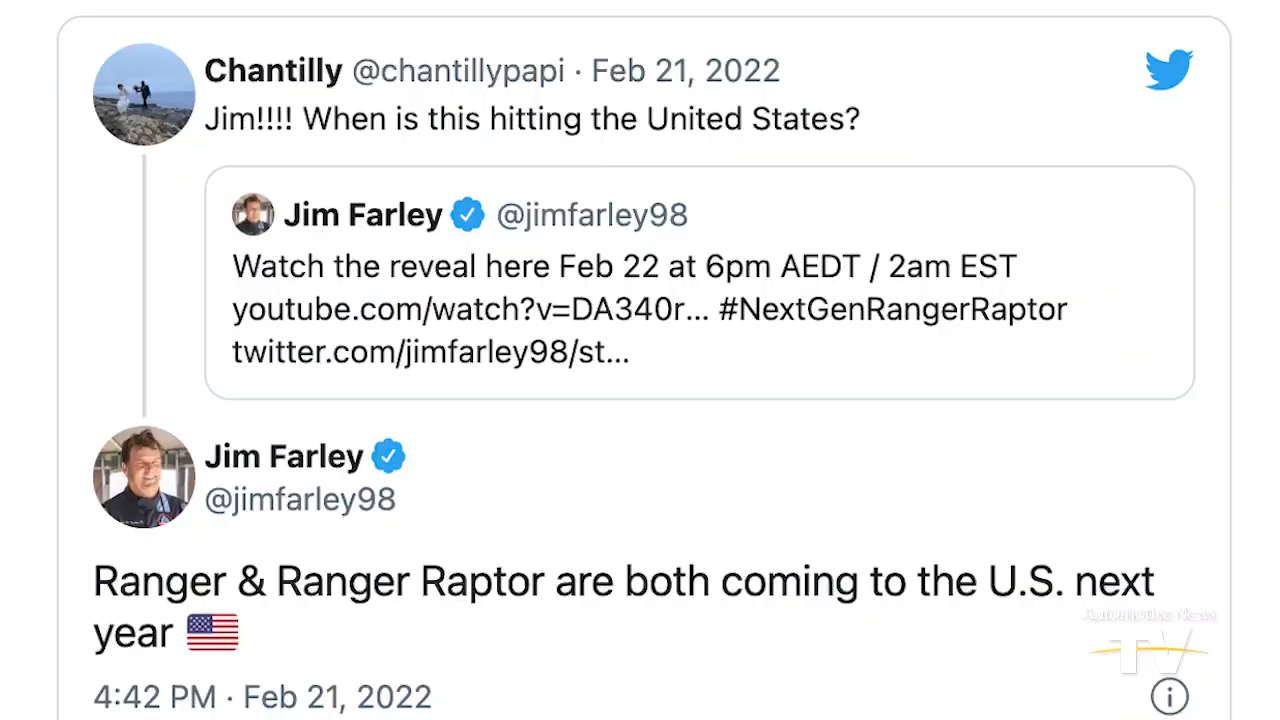 Chantilly @chantillypapi · Feb 21, 2022
Jim!!!! When is this hitting the United States?
Jim Farley @jimfarley98
Watch the reveal here Feb 22 at 6pm AEDT / 2am EST
youtube.com/watch?v=DA340r... #NextGenRangerRaptor
twitter.com/jimfarley98/st...
Jim Farley
@jimfarley98
Ranger & Ranger Raptor are both coming to the U.S. next
year
Automotive News
TV
4:42 PM · Feb 21, 2022